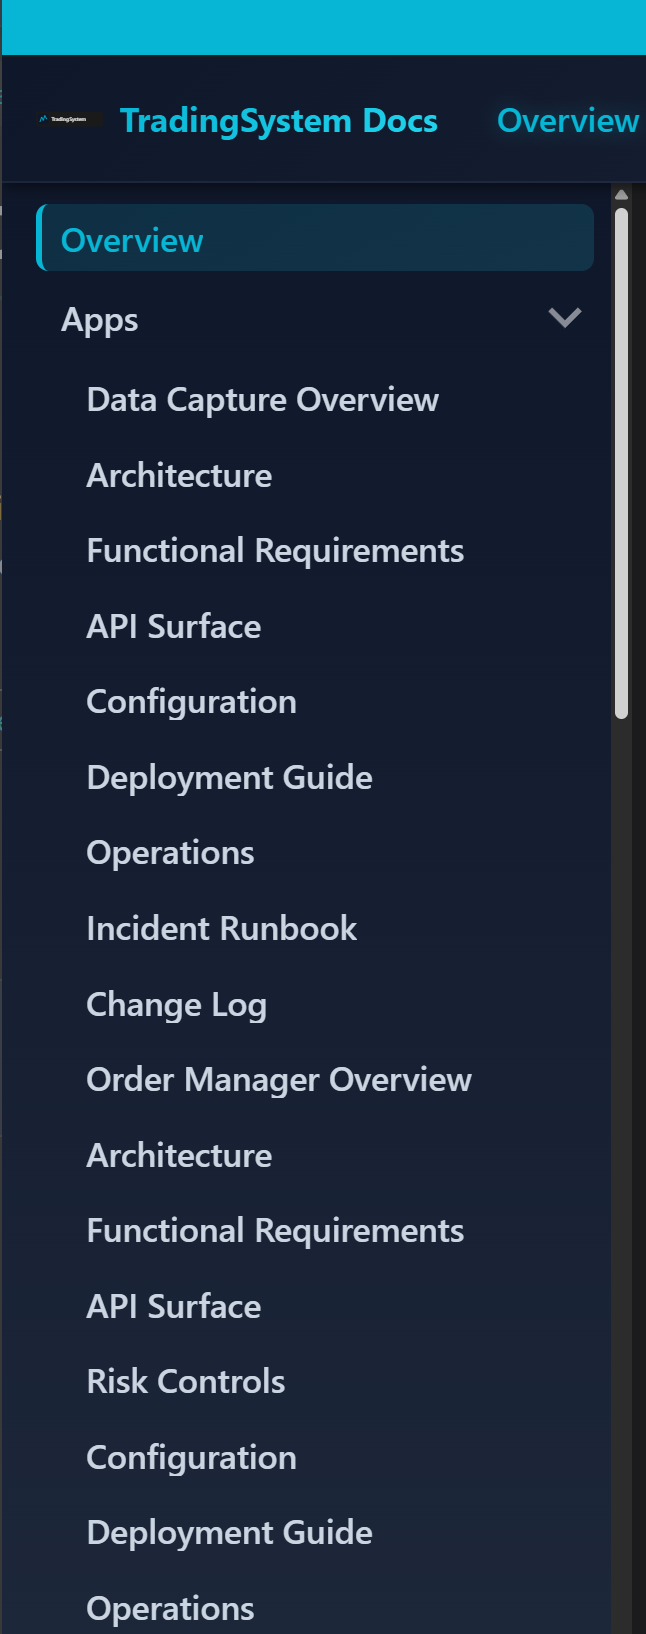 TradingSystem
TradingSystem Docs
Overview
Overview
Apps
Data Capture Overview
Architecture
Functional Requirements
API Surface
Configuration
Deployment Guide
Operations
Incident Runbook
Change Log
Order Manager Overview
Architecture
Functional Requirements
API Surface
Risk Controls
Configuration
Deployment Guide
Operations